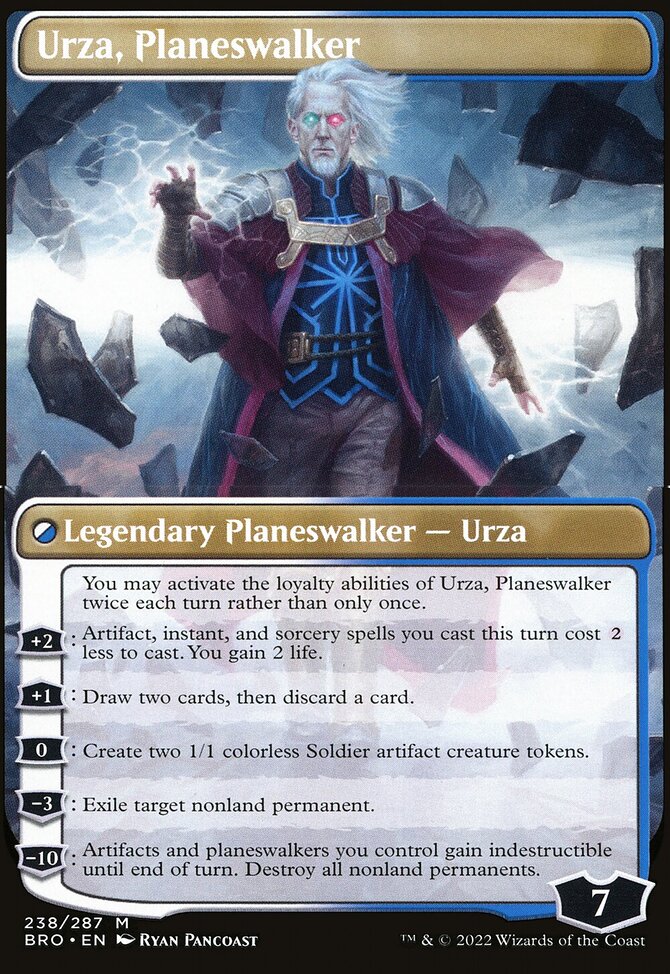 Urza, Planeswalker
Legendary Planeswalker — Urza
You may activate the loyalty abilities of Urza, Planeswalker
twice each turn rather than only once.
+2 : Artifact, instant, and sorcery spells you cast this turn cost 2
less to cast. You gain 2 life.
+1 : Draw two cards, then discard a card.
0 : Create two 1/1 colorless Soldier artifact creature tokens.
−3 : Exile target nonland permanent.
−10 : Artifacts and planeswalkers you control gain indestructible
until end of turn. Destroy all nonland permanents.
7
238/287 M
BRO • EN Ryan Pancoast
™ & © 2022 Wizards of the Coast